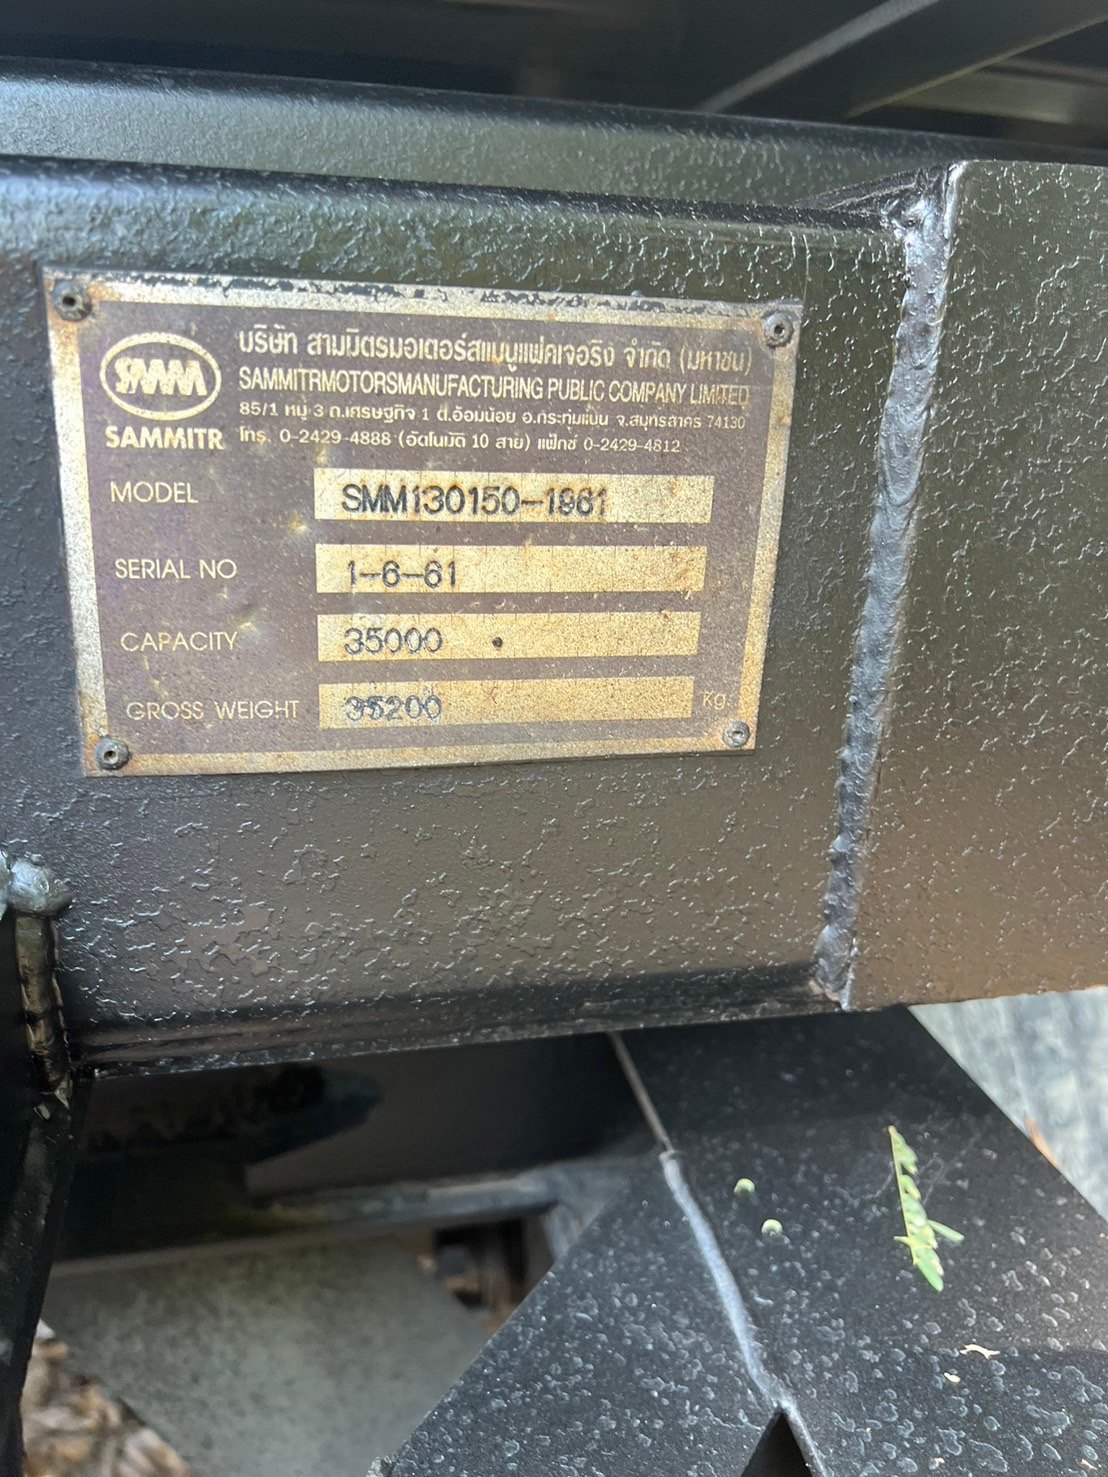 SMM
SAMMITR
บริษัท สามมิตรมอเตอร์สแมนูแฟคเจอริง จำกัด (มหาชน)
SAMMITRMOTORSMANUFACTURING PUBLIC COMPANY LIMITED
85/1 หมู่ 3 ถ.เศรษฐกิจ 1 ต.อ้อมน้อย อ.กระทุ่มแบน จ.สมุทรสาคร 74130
โทร. 0-2429-4888 (อัตโนมัติ 10 สาย) แฟ็กซ์ 0-2429-4812
MODEL SMM130150-1961
SERIAL NO 1-6-61
CAPACITY 35000
GROSS WEIGHT 35200 Kg.